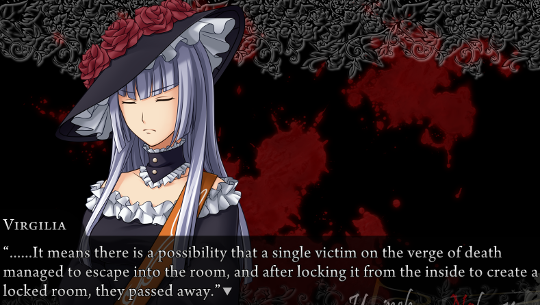 Virgilia
“......It means there is a possibility that a single victim on the verge of death
managed to escape into the room, and after locking it from the inside to create a
locked room, they passed away.”